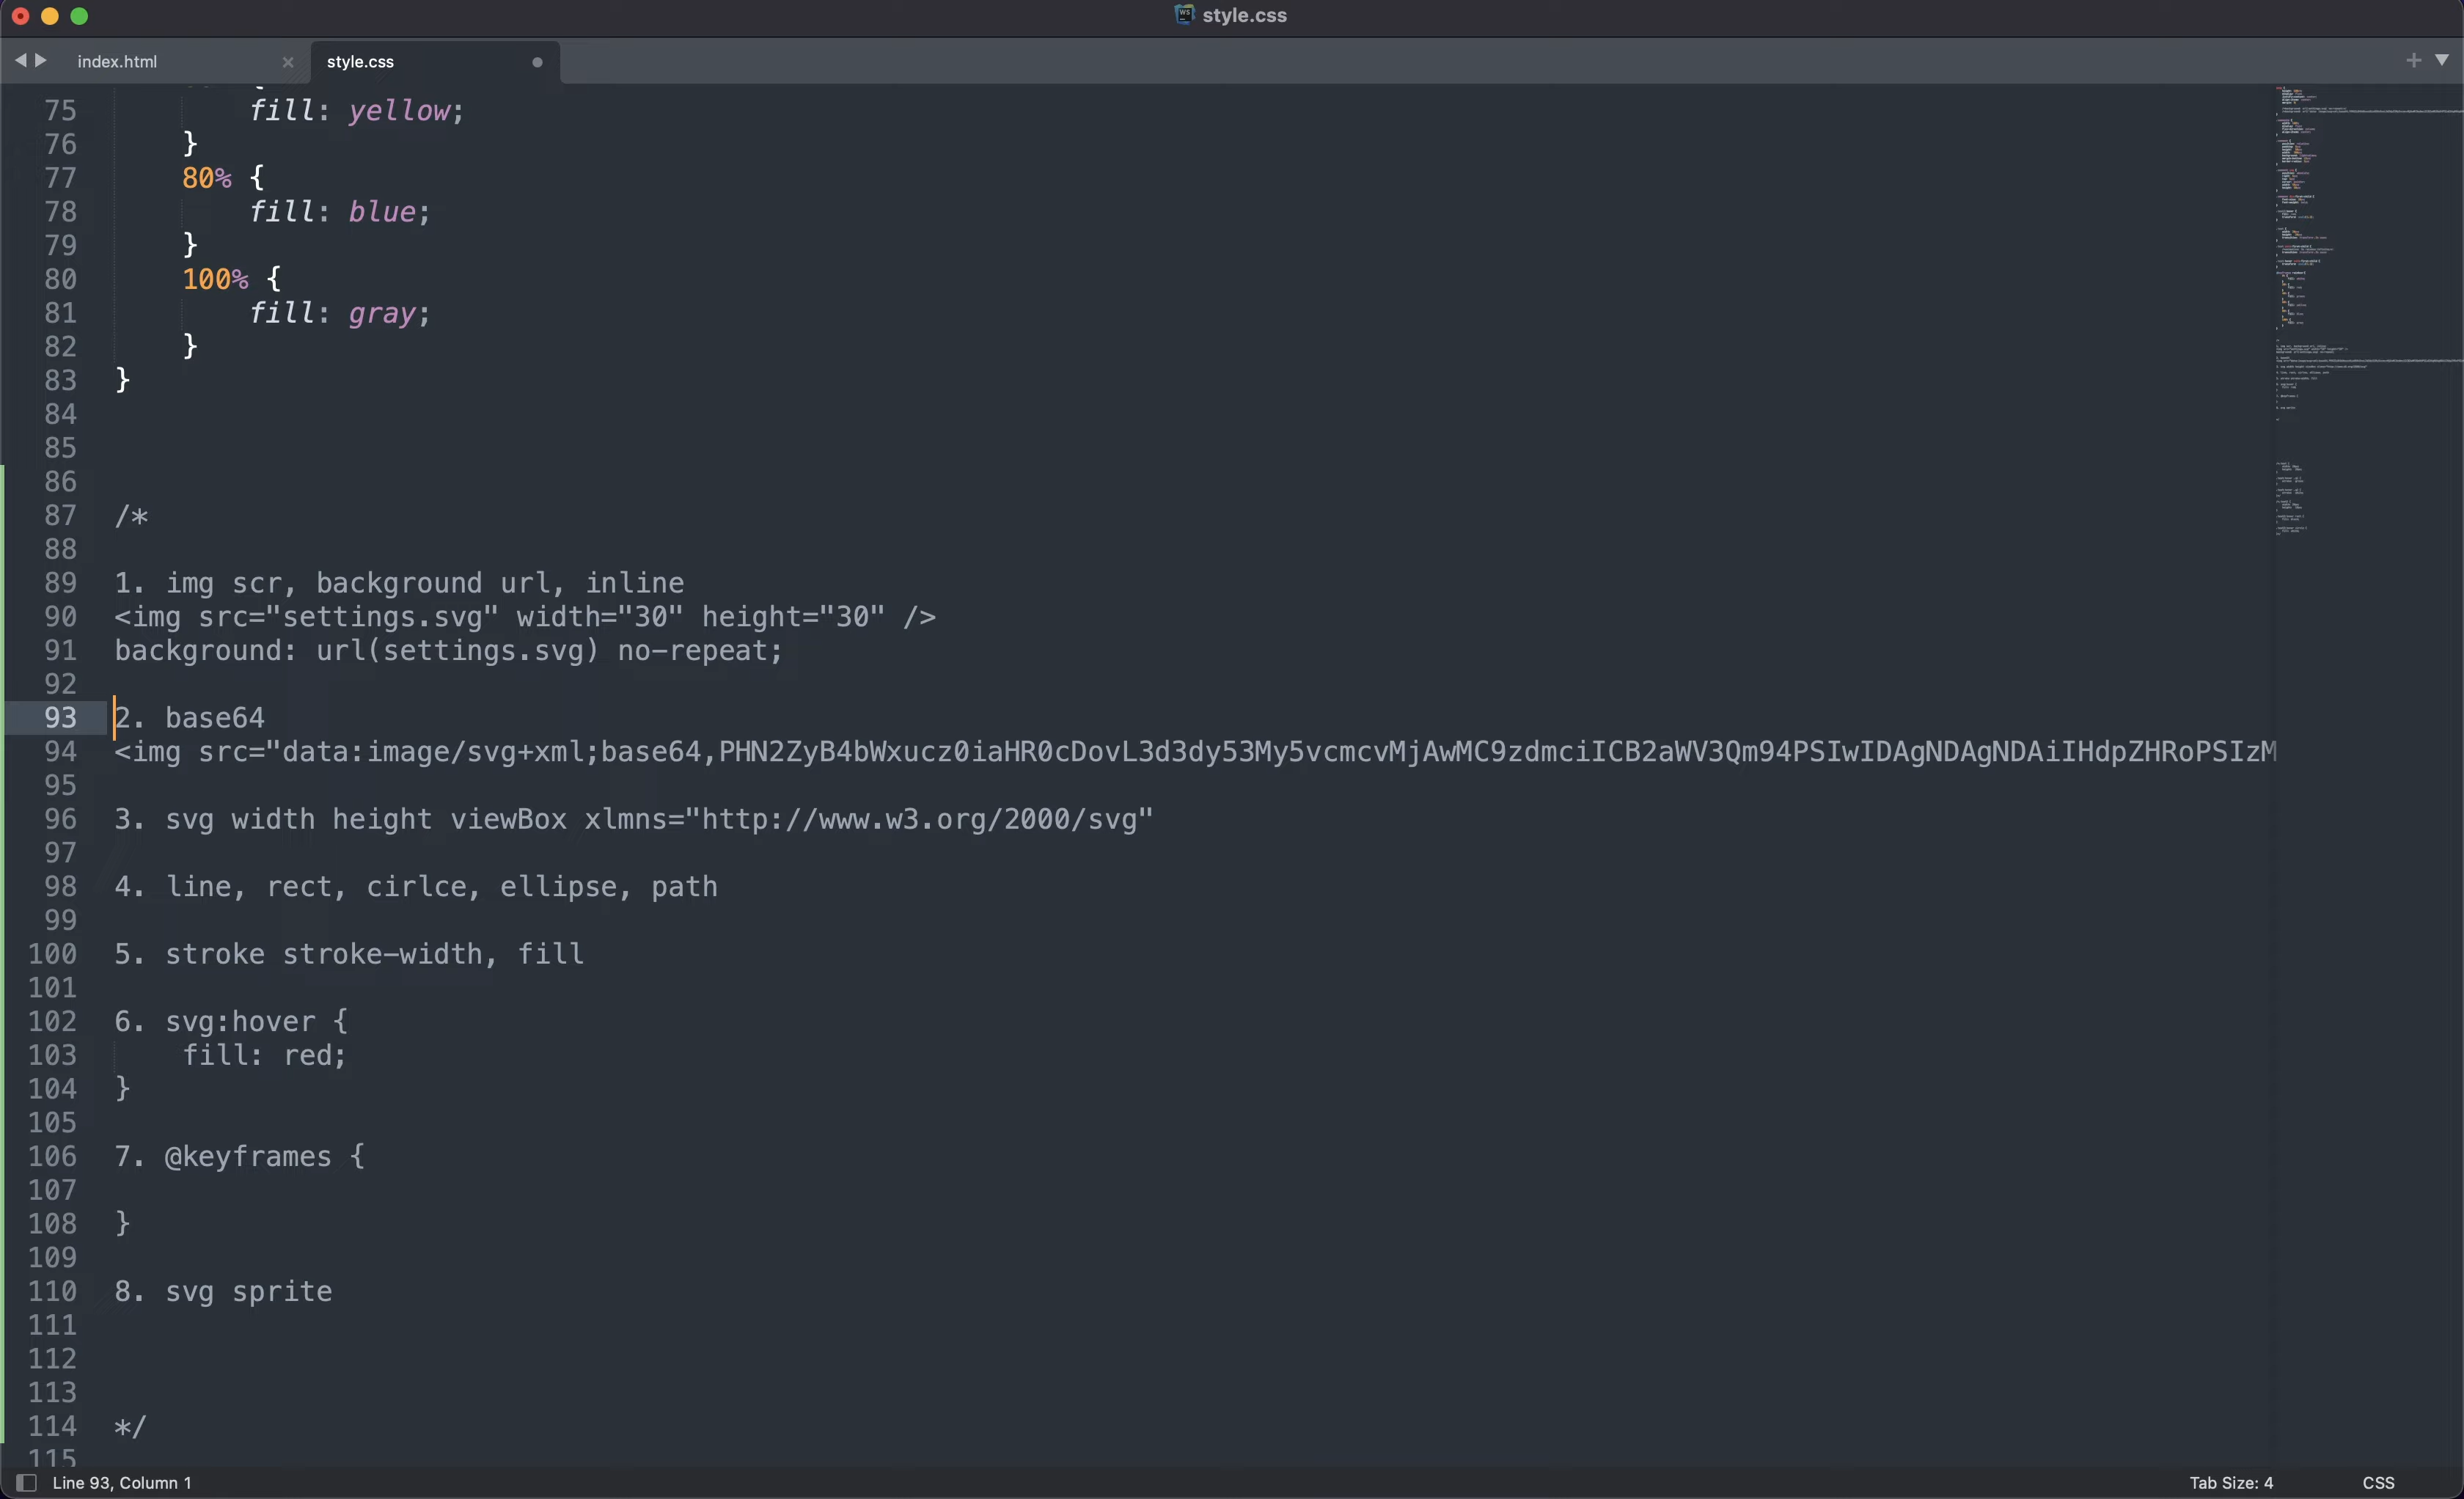 style.css
index.html
style.css
75 fill: yellow;
76 }
77 80% {
78 fill: blue;
79 }
80 100% {
81 fill: gray;
82 }
83 }
84
85
86
87 /*
88
89 1. img scr, background url, inline
90 <img src="settings.svg" width="30" height="30" />
91 background: url(settings.svg) no-repeat;
92
93 2. base64
94 <img src="data:image/svg+xml;base64,PHN2ZyB4bWxucz0iaHR0cDovL3d3dy53My5vcmcvMjAwMC9zdmciICB2aWV3Qm94PSIwIDAgNDAgNDAiIHdpZHRoPSIzM
95
96 3. svg width height viewBox xlmns="http://www.w3.org/2000/svg"
97
98 4. line, rect, cirlce, ellipse, path
99
100 5. stroke stroke-width, fill
101
102 6. svg:hover {
103 fill: red;
104 }
105
106 7. @keyframes {
107
108 }
109
110 8. svg sprite
111
112
113
114 */
115
Line 93, Column 1
Tab Size: 4
CSS